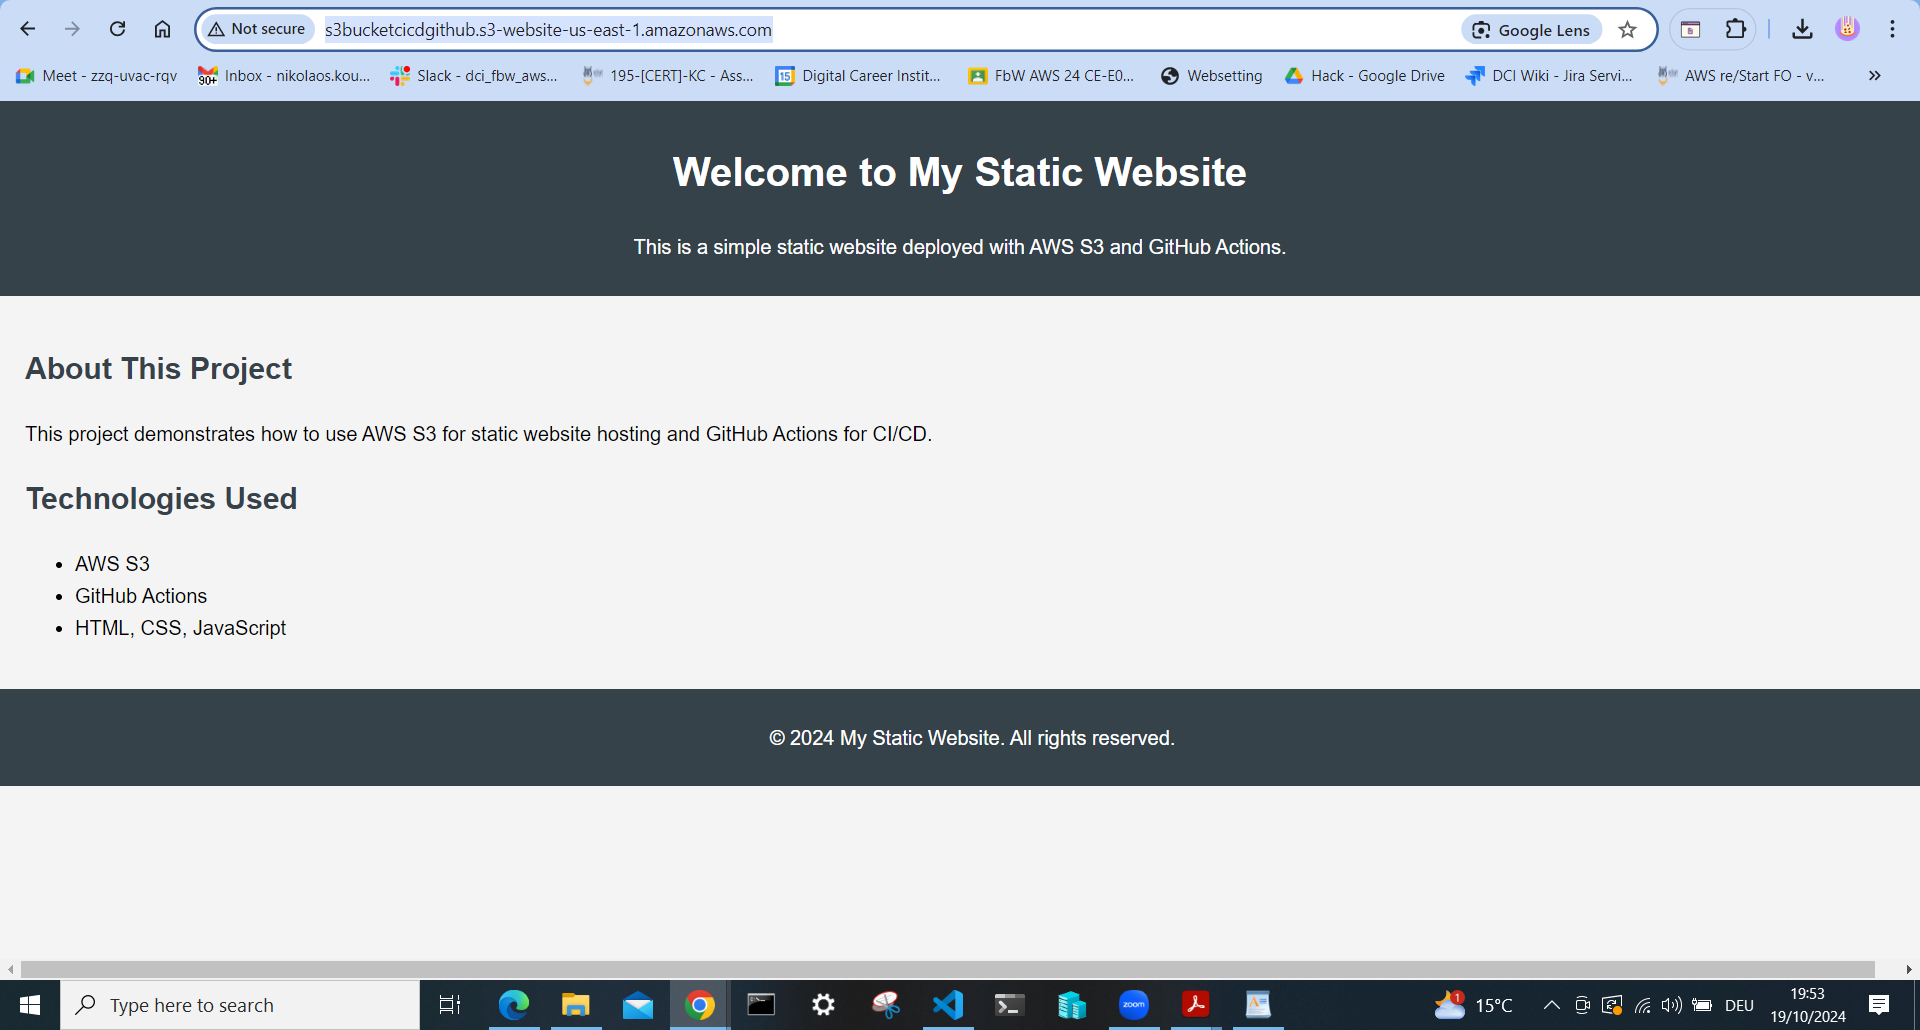 Not secure
s3bucketcicdgithub.s3-website-us-east-1.amazonaws.com
Google Lens
Meet - zzq-uvac-rqv
90+
Inbox - nikolaos.kou...
Slack - dci_fbw_aws...
195-[CERT]-KC - Ass...
15
Digital Career Instit...
FbW AWS 24 CE-E0...
Websetting
Hack - Google Drive
DCI Wiki - Jira Servi...
AWS re/Start FO - v...
Welcome to My Static Website
This is a simple static website deployed with AWS S3 and GitHub Actions.
About This Project
This project demonstrates how to use AWS S3 for static website hosting and GitHub Actions for CI/CD.
Technologies Used
AWS S3
GitHub Actions
HTML, CSS, JavaScript
© 2024 My Static Website. All rights reserved.
Type here to search
zoom
1
15°C
DEU
19:53
19/10/2024